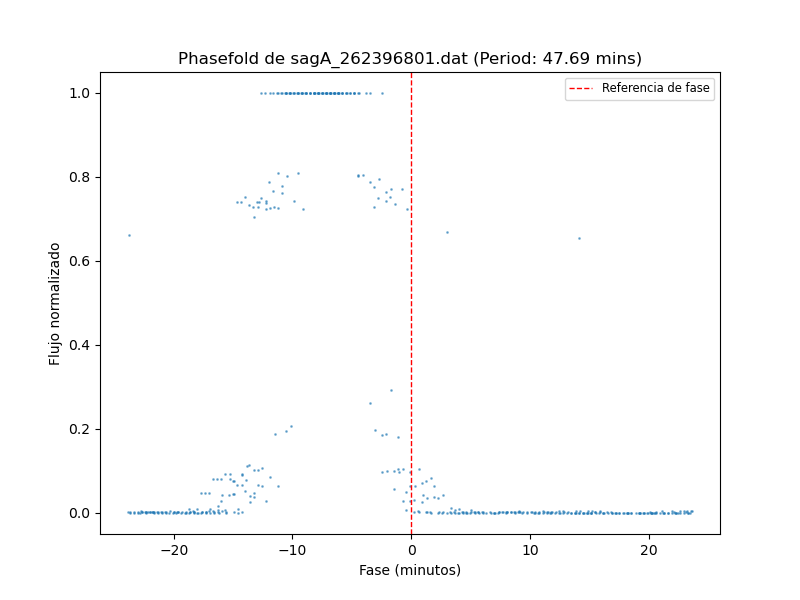 Phasefold de sagA_262396801.dat (Period: 47.69 mins)
Referencia de fase
Flujo normalizado
1.0
0.8
0.6
0.4
0.2
0.0
−20
−10
0
10
20
Fase (minutos)